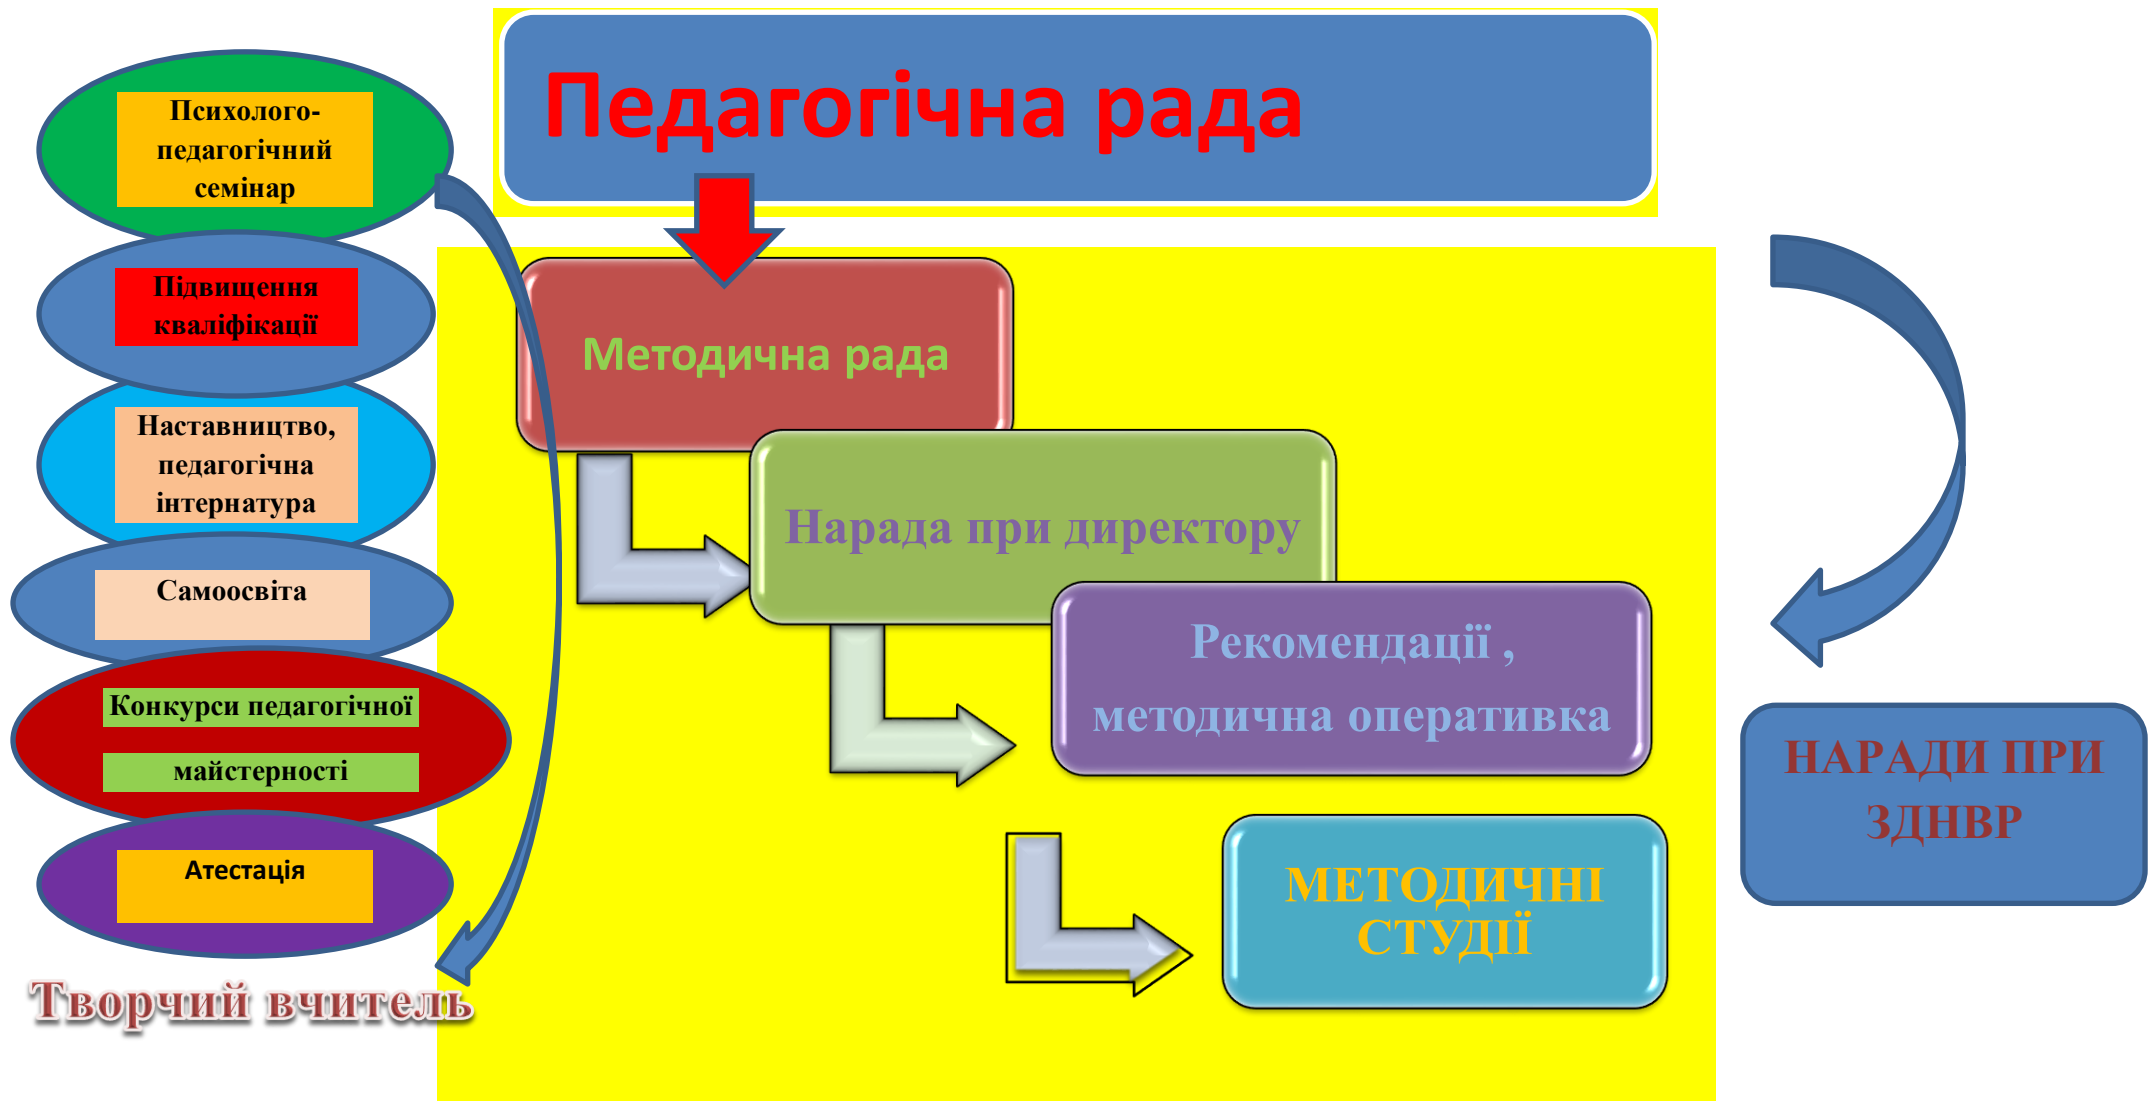 Педагогічна рада
Психолого-
педагогічний
семінар
Підвищення
кваліфікації
Наставництво,
педагогічна
інтернатура
Самоосвіта
Конкурси педагогічної
майстерності
Атестація
Творчий вчитель
Методична рада
Нарада при директору
Рекомендації ,
методична оперативка
МЕТОДИЧНІ
СТУДІЇ
НАРАДИ ПРИ
ЗДНВР